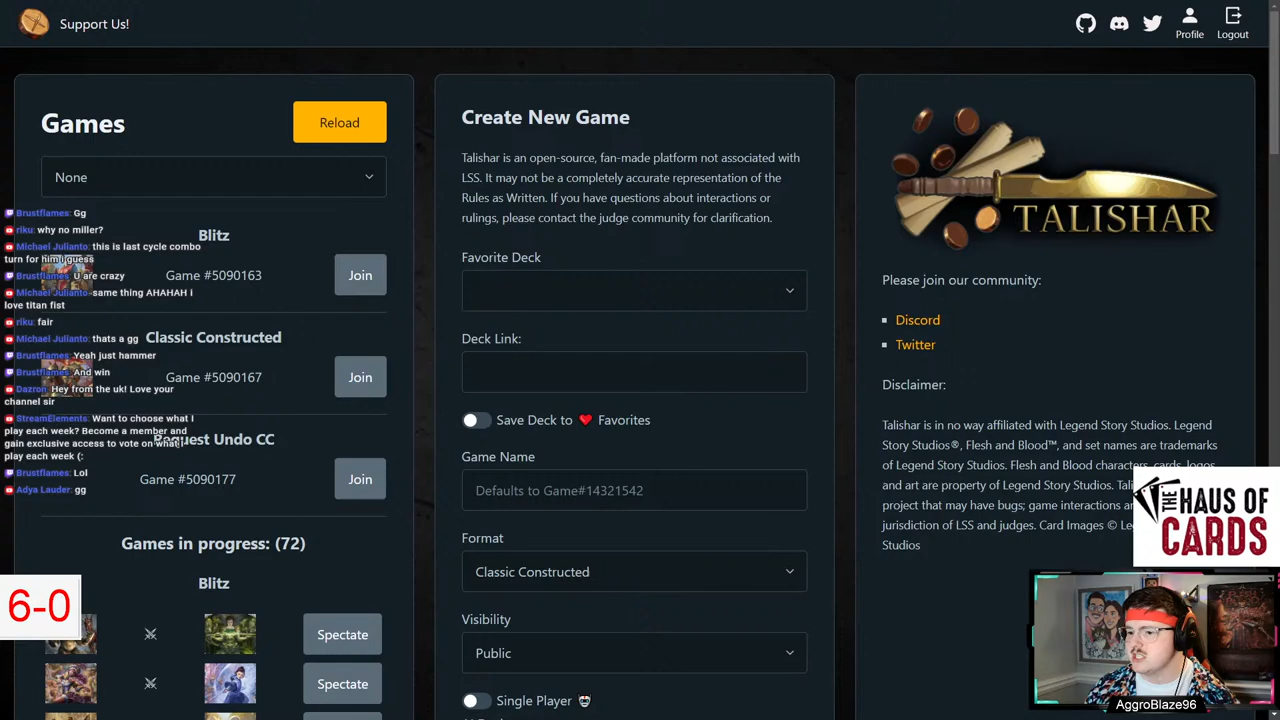 Support Us!
Profile
Logout
Games
Reload
None
Blitz
Game #5090163
Join
Classic Constructed
Game #5090167
Join
Request Undo CC
Game #5090177
Join
Games in progress: (72)
Blitz
Spectate
Spectate
Brustflames: Gg
riku: why no miller?
Michael Julianto: this is last cycle combo
turn for him i guess
Brustflames: U are crazy
Michael Julianto: same thing AHAHAH i
love titan fist
riku: fair
Michael Julianto: thats a gg
Brustflames: Yeah just hammer
Brustflames: And win
Dazron: Hey from the uk! Love your
channel sir
StreamElements: Want to choose what I
play each week? Become a member and
gain exclusive access to vote on what I
play each week (:
Brustflames: Lol
Adya Lauder: gg
6-0
Create New Game
Talishar is an open-source, fan-made platform not associated with
LSS. It may not be a completely accurate representation of the
Rules as Written. If you have questions about interactions or
rulings, please contact the judge community for clarification.
Favorite Deck
Deck Link:
Save Deck to ❤️ Favorites
Game Name
Defaults to Game#14321542
Format
Classic Constructed
Visibility
Public
Single Player
TALISHAR
Please join our community:
Discord
Twitter
Disclaimer:
Talishar is in no way affiliated with Legend Story Studios. Legend
Story Studios®, Flesh and Blood™, and set names are trademarks
of Legend Story Studios. Flesh and Blood characters, cards, logos,
and art are property of Legend Story Studios.
project that may have bugs; game interactions
jurisdiction of LSS and judges. Card Images ©
Studios
THE HAUS OF
CARDS
AggroBlaze96